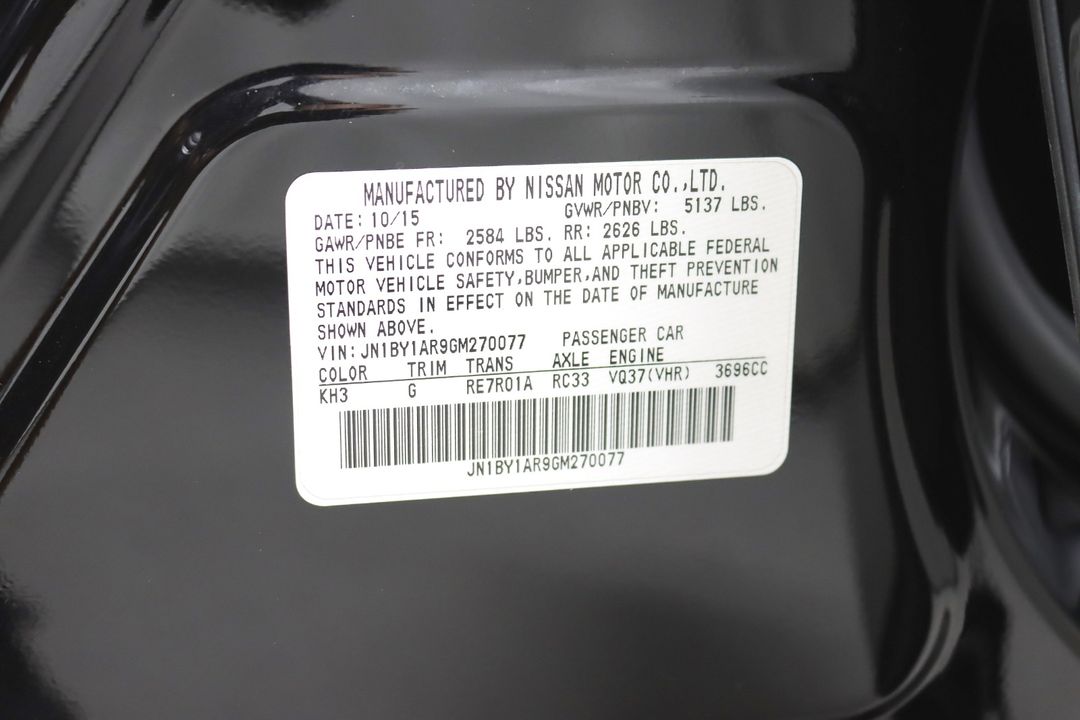 MANUFACTURED BY NISSAN MOTOR CO.,LTD.
DATE: 10/15 GVWR/PNBV: 5137 LBS.
GAWR/PNBE FR: 2584 LBS. RR: 2626 LBS.
THIS VEHICLE CONFORMS TO ALL APPLICABLE FEDERAL
MOTOR VEHICLE SAFETY,BUMPER,AND THEFT PREVENTION
STANDARDS IN EFFECT ON THE DATE OF MANUFACTURE
SHOWN ABOVE.
VIN: JN1BY1AR9GM270077 PASSENGER CAR
COLOR TRIM TRANS AXLE ENGINE
KH3 G RE7R01A RC33 VQ37(VHR) 3696CC
JN1BY1AR9GM270077